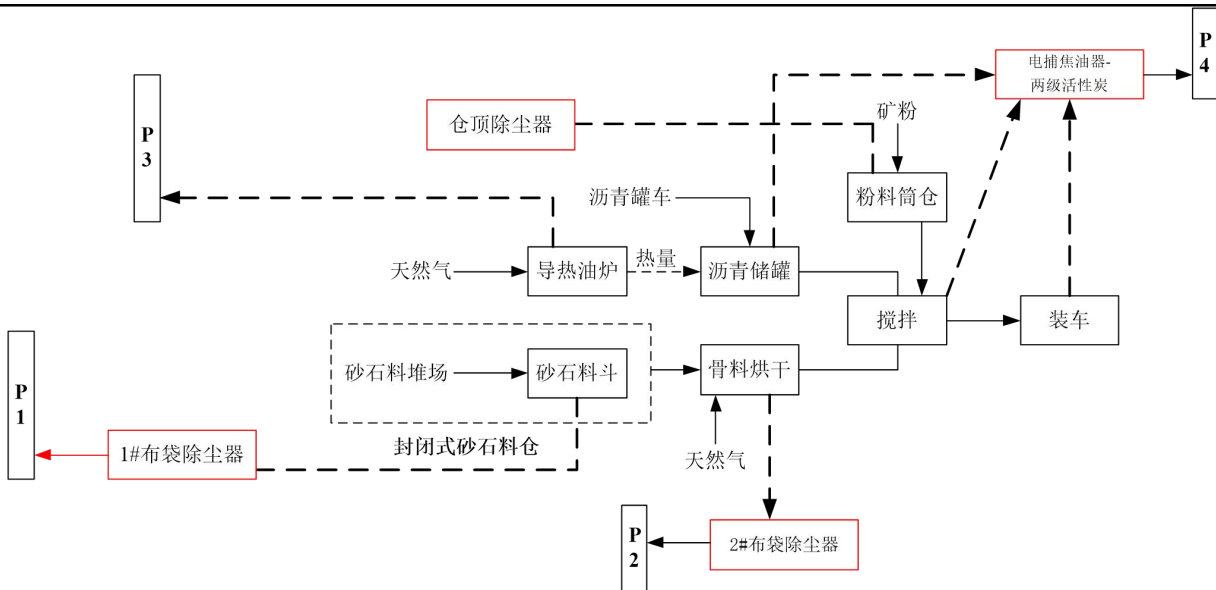 P
4
电捕焦油器-
两级活性炭
P
3
仓顶除尘器
矿粉
粉料筒仓
沥青罐车
天然气
导热油炉
热量
沥青储罐
搅拌
装车
砂石料堆场
砂石料斗
骨料烘干
封闭式砂石料仓
天然气
P
1
1#布袋除尘器
P
2
2#布袋除尘器